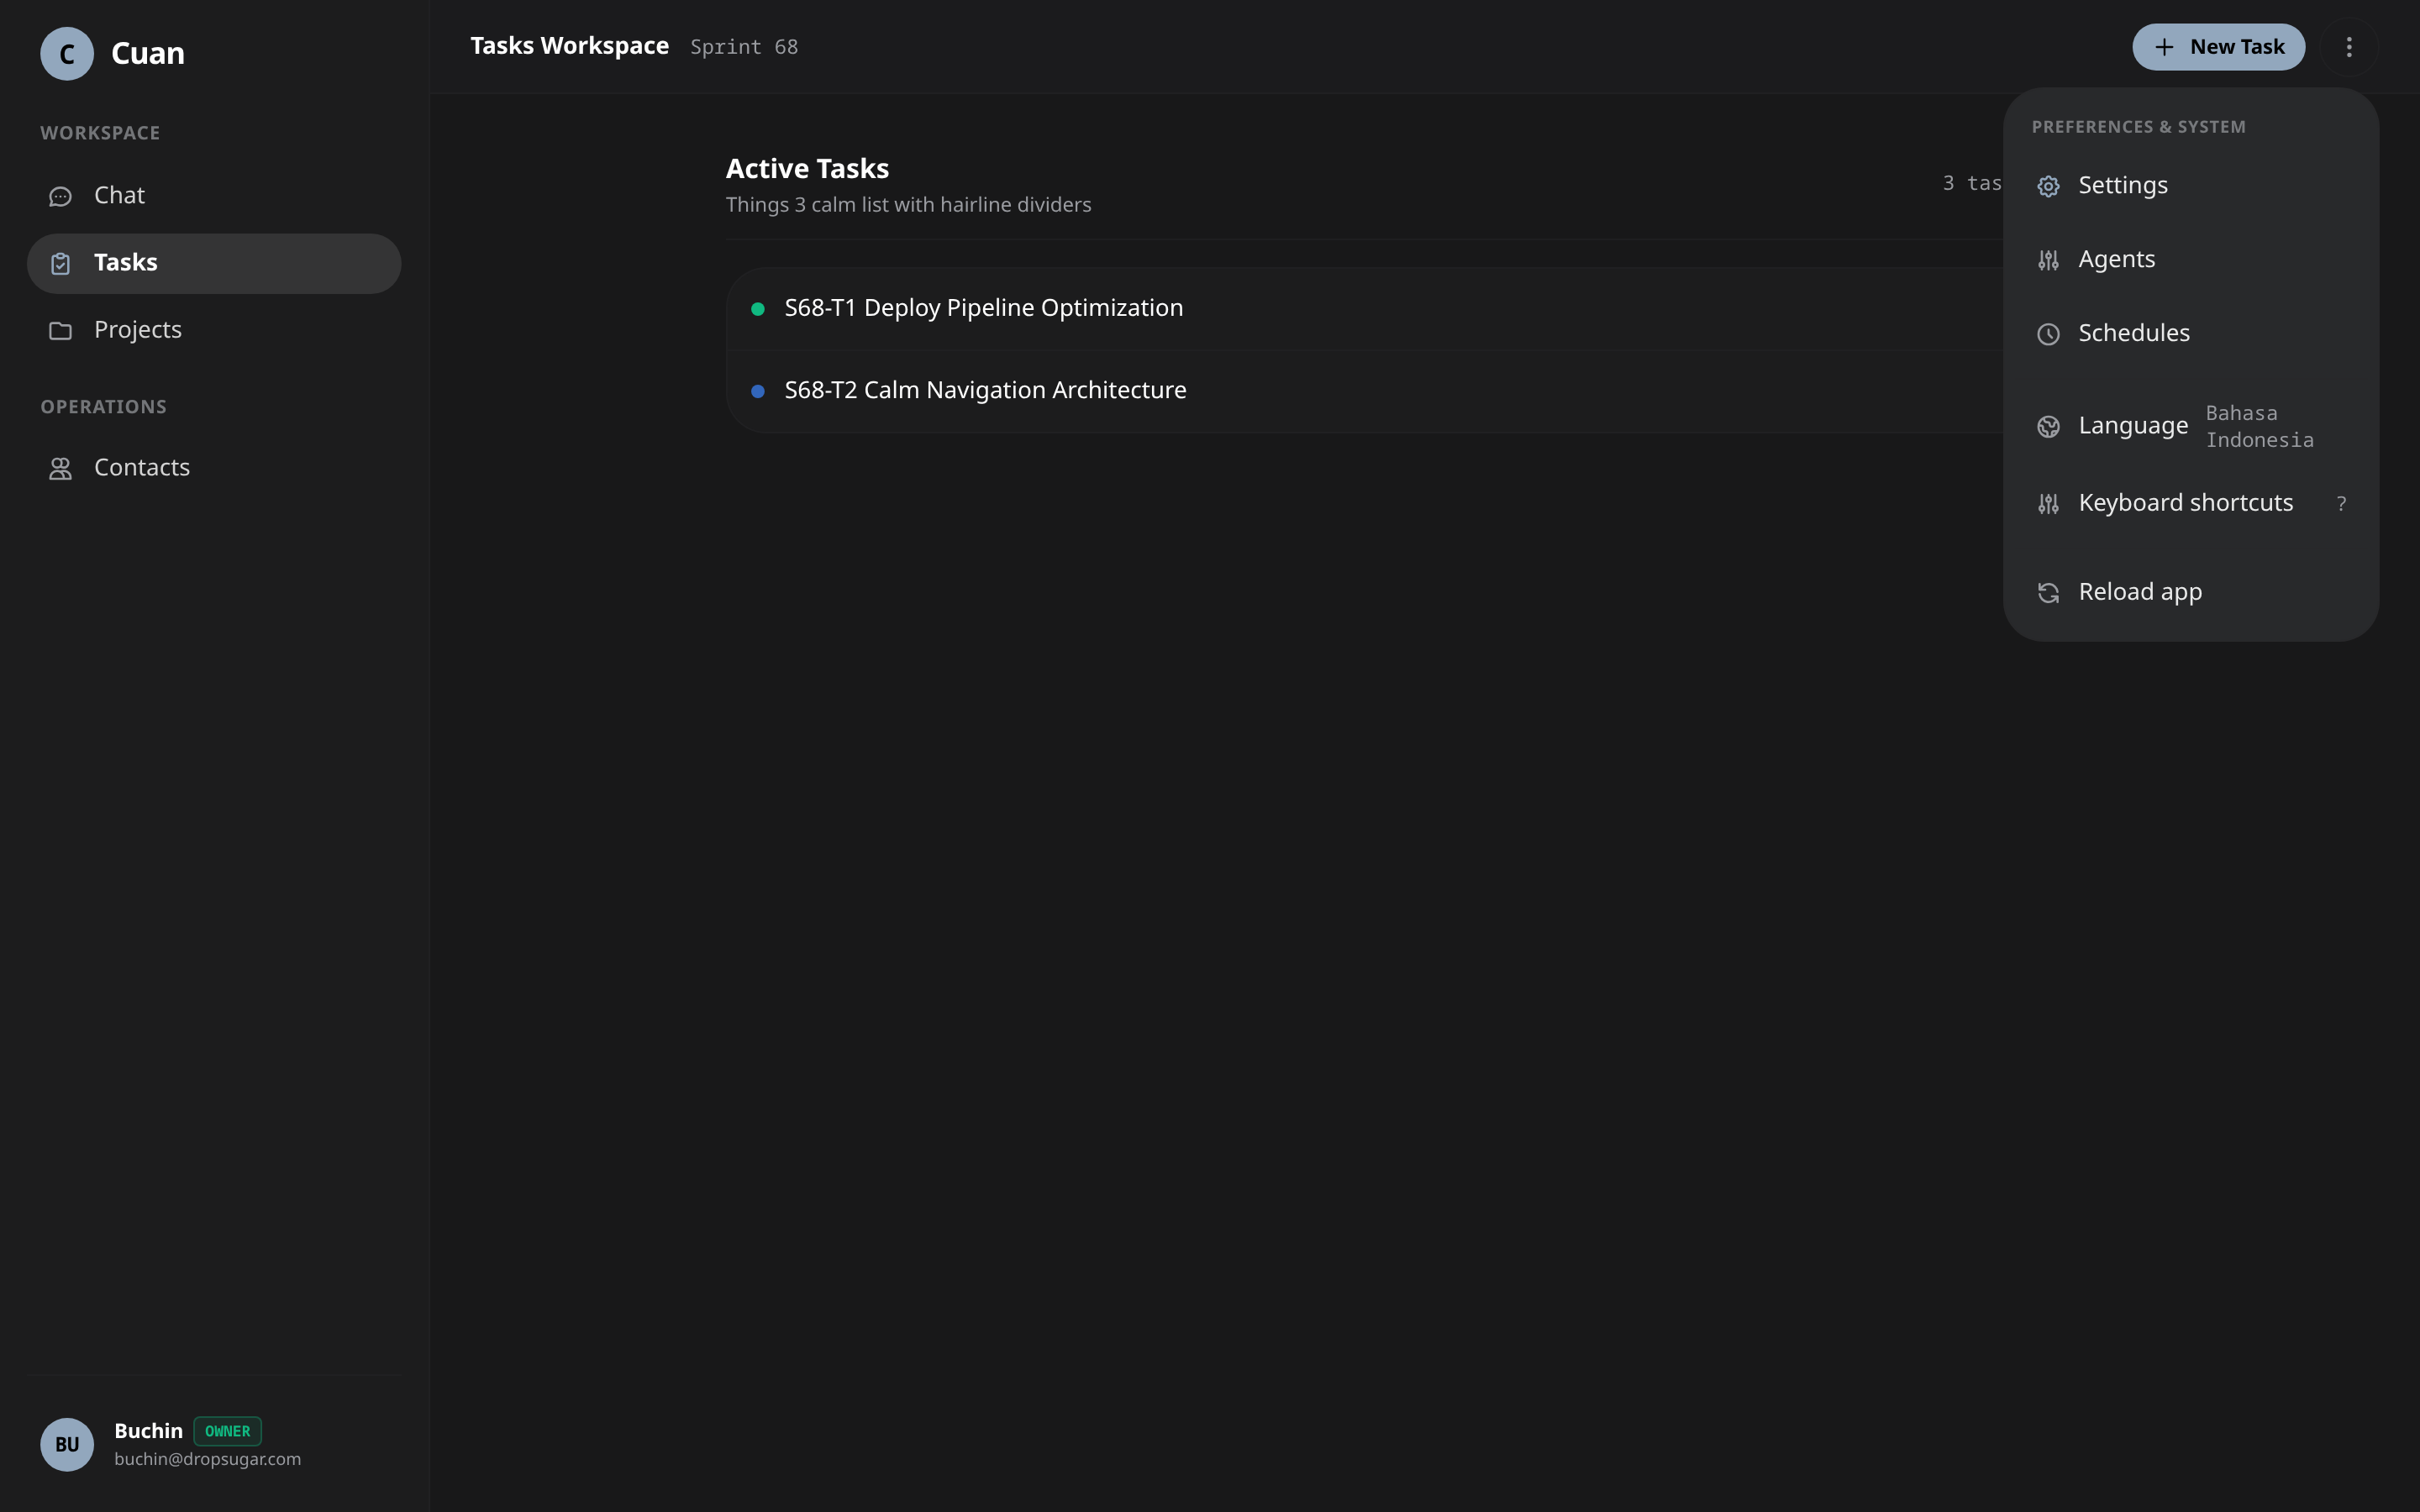 C Cuan
WORKSPACE
Chat
Tasks
Projects
OPERATIONS
Contacts
BU
Buchin OWNER
buchin@dropsugar.com
Tasks Workspace Sprint 68
New Task
Active Tasks
Things 3 calm list with hairline dividers
3 tas
S68-T1 Deploy Pipeline Optimization
S68-T2 Calm Navigation Architecture
PREFERENCES & SYSTEM
Settings
Agents
Schedules
Language Bahasa
Indonesia
Keyboard shortcuts ?
Reload app